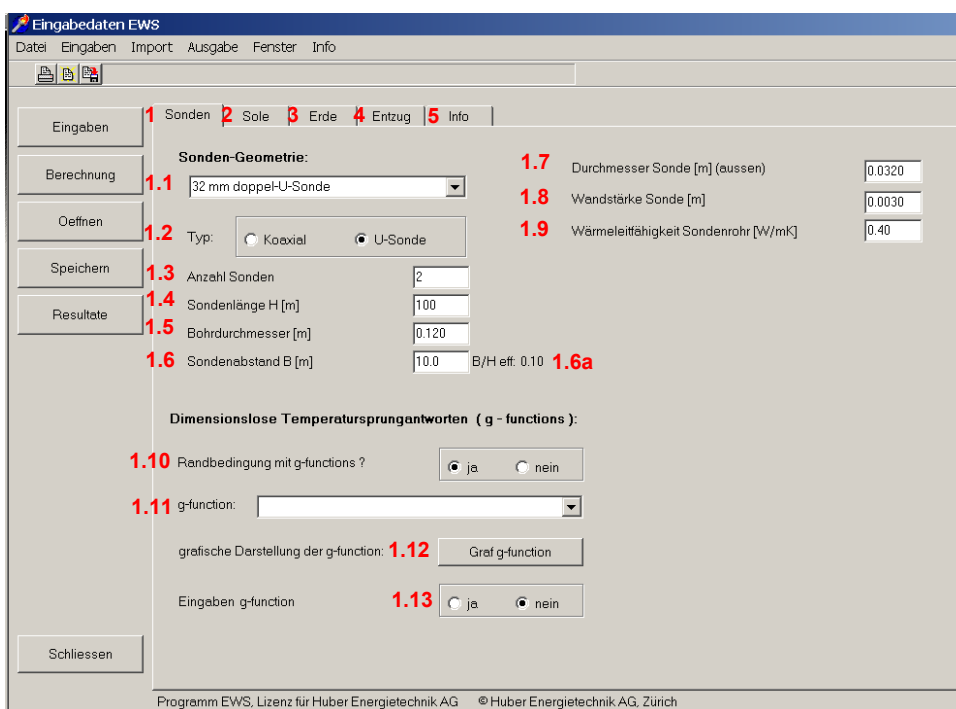 Eingabedaten EWS
Datei Eingaben Import Ausgabe Fenster Info
1 Sonden 2 Sole 3 Erde 4 Entzug 5 Info
Eingaben
Berechnung
Oeffnen
Speichern
Resultate
Schliessen
Sonden-Geometrie:
1.1 32 mm doppel-U-Sonde
1.2 Typ: Koaxial U-Sonde
1.3 Anzahl Sonden 2
1.4 Sondenlänge H [m] 100
1.5 Bohrdurchmesser [m] 0.120
1.6 Sondenabstand B [m] 10.0 B/H eff: 0.10 1.6a
1.7 Durchmesser Sonde [m] (aussen) 0.0320
1.8 Wandstärke Sonde [m] 0.0030
1.9 Wärmeleitfähigkeit Sondenrohr [W/mK] 0.40
Dimensionslose Temperatursprungantworten ( g - functions ):
1.10 Randbedingung mit g-functions ? ja nein
1.11 g-function:
grafische Darstellung der g-function: 1.12 Graf g-function
Eingaben g-function 1.13 ja nein
Programm EWS, Lizenz für Huber Energietechnik AG © Huber Energietechnik AG, Zürich